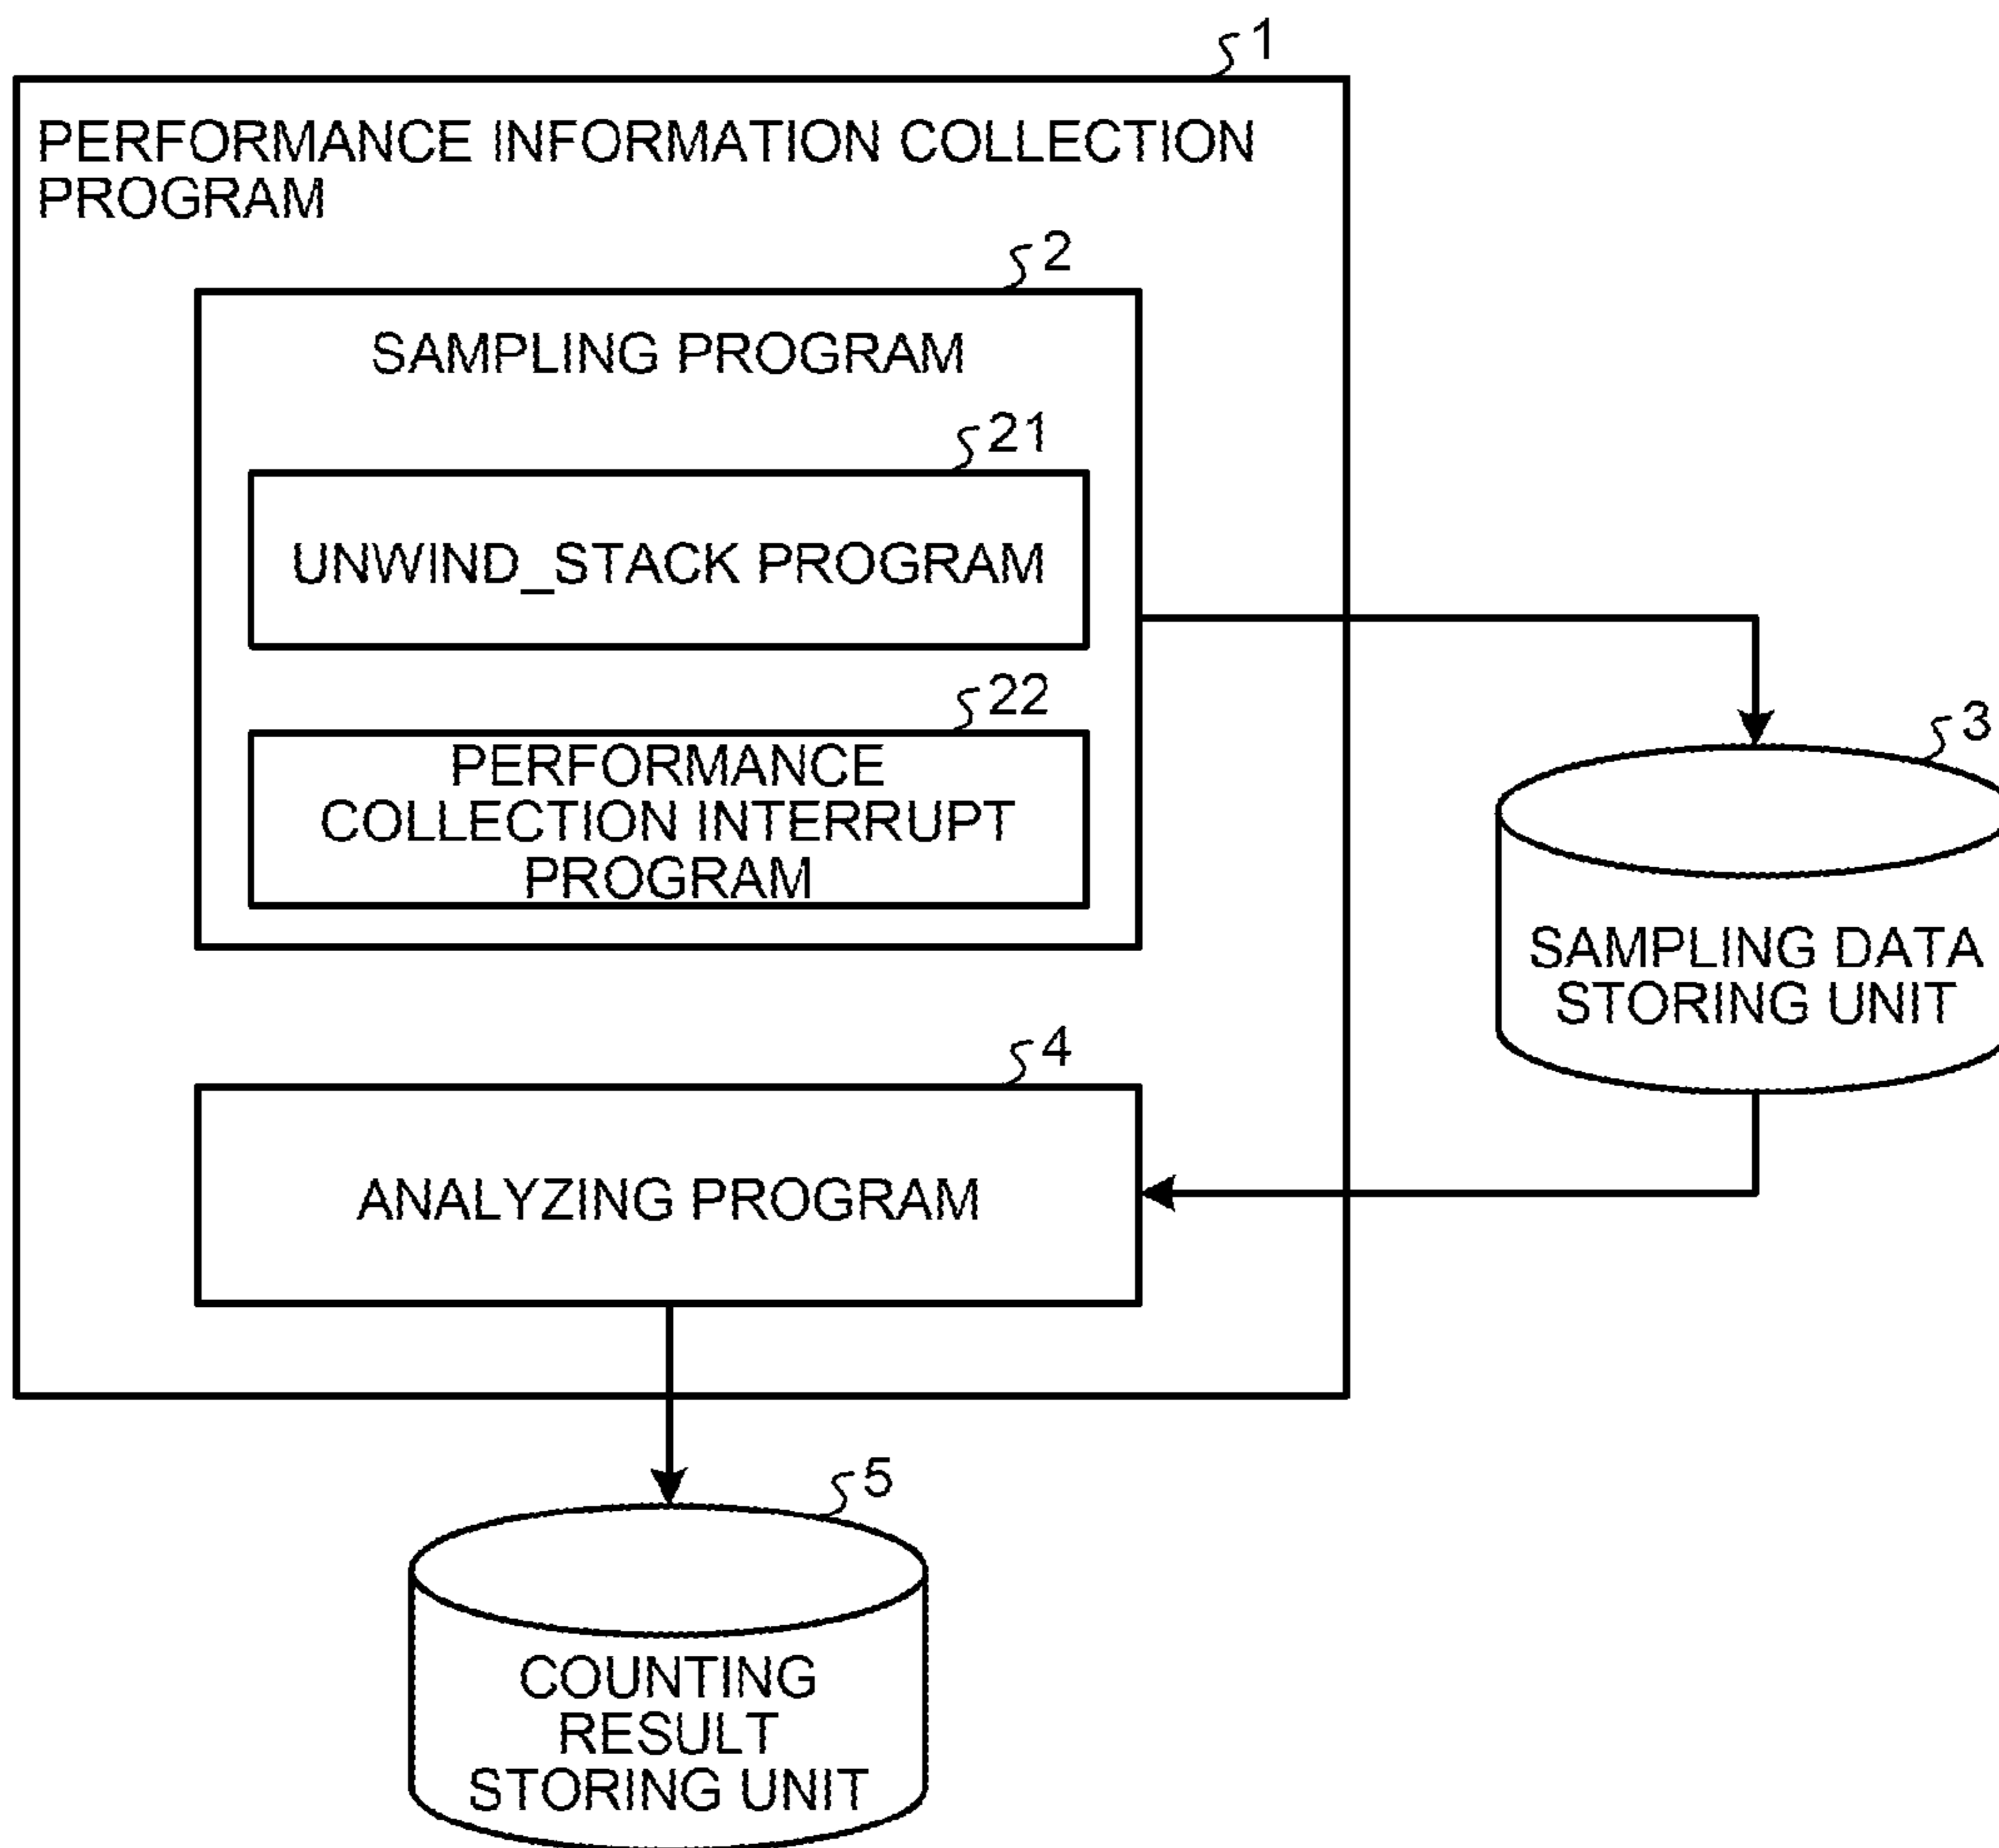 1
PERFORMANCE INFORMATION COLLECTION
PROGRAM
2
SAMPLING PROGRAM
21
UNWIND_STACK PROGRAM
22
PERFORMANCE
COLLECTION INTERRUPT
PROGRAM
3
SAMPLING DATA
STORING UNIT
4
ANALYZING PROGRAM
5
COUNTING
RESULT
STORING UNIT